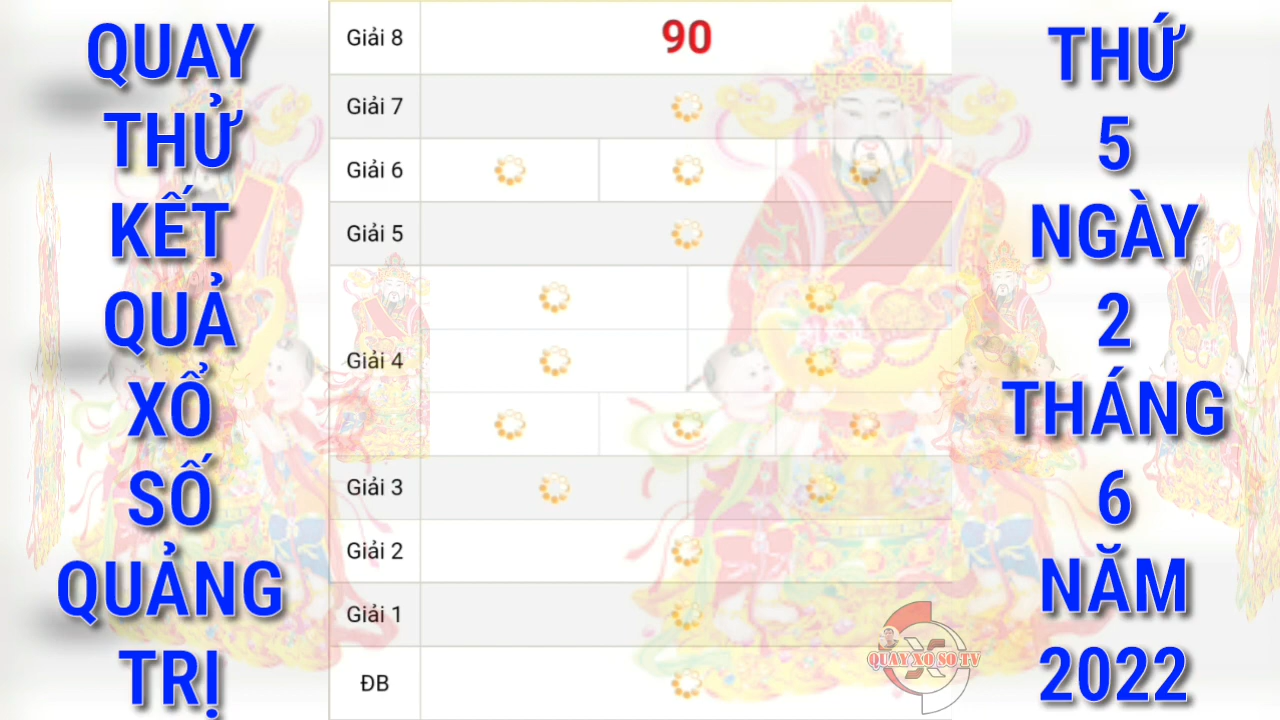 QUAY
THỬ
KẾT
QUẢ
XỔ
SỐ
QUẢNG
TRỊ
Giải 8
90
Giải 7
Giải 6
Giải 5
Giải 4
Giải 3
Giải 2
Giải 1
ĐB
QUAY XO SO TV
THỨ
5
NGÀY
2
THÁNG
6
NĂM
2022